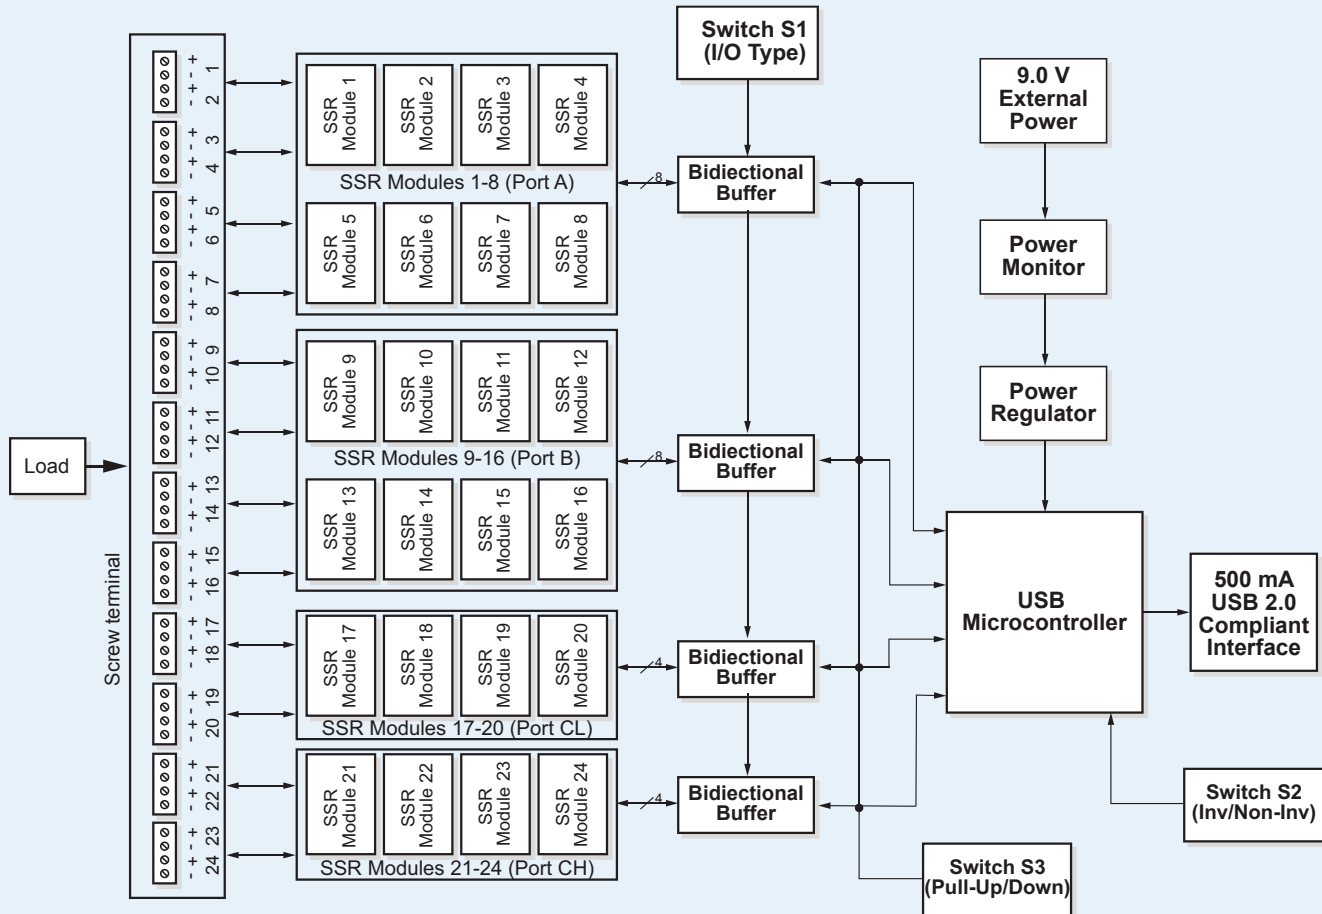 Load
Screw terminal
- + - +
2 1
- + - +
4 3
- + - +
6 5
- + - +
8 7
- + - +
10 9
- + - +
12 11
- + - +
14 13
- + - +
16 15
- + - +
18 17
- + - +
20 19
- + - +
22 21
- + - +
24 23
SSR
Module 1
SSR
Module 2
SSR
Module 3
SSR
Module 4
SSR Modules 1-8 (Port A)
SSR
Module 5
SSR
Module 6
SSR
Module 7
SSR
Module 8
SSR
Module 9
SSR
Module 10
SSR
Module 11
SSR
Module 12
SSR Modules 9-16 (Port B)
SSR
Module 13
SSR
Module 14
SSR
Module 15
SSR
Module 16
SSR
Module 17
SSR
Module 18
SSR
Module 19
SSR
Module 20
SSR Modules 17-20 (Port CL)
SSR
Module 21
SSR
Module 22
SSR
Module 23
SSR
Module 24
SSR Modules 21-24 (Port CH)
8
8
4
4
Switch S1
(I/O Type)
Bidiectional
Buffer
Bidiectional
Buffer
Bidiectional
Buffer
Bidiectional
Buffer
9.0 V
External
Power
Power
Monitor
Power
Regulator
USB
Microcontroller
500 mA
USB 2.0
Compliant
Interface
Switch S2
(Inv/Non-Inv)
Switch S3
(Pull-Up/Down)